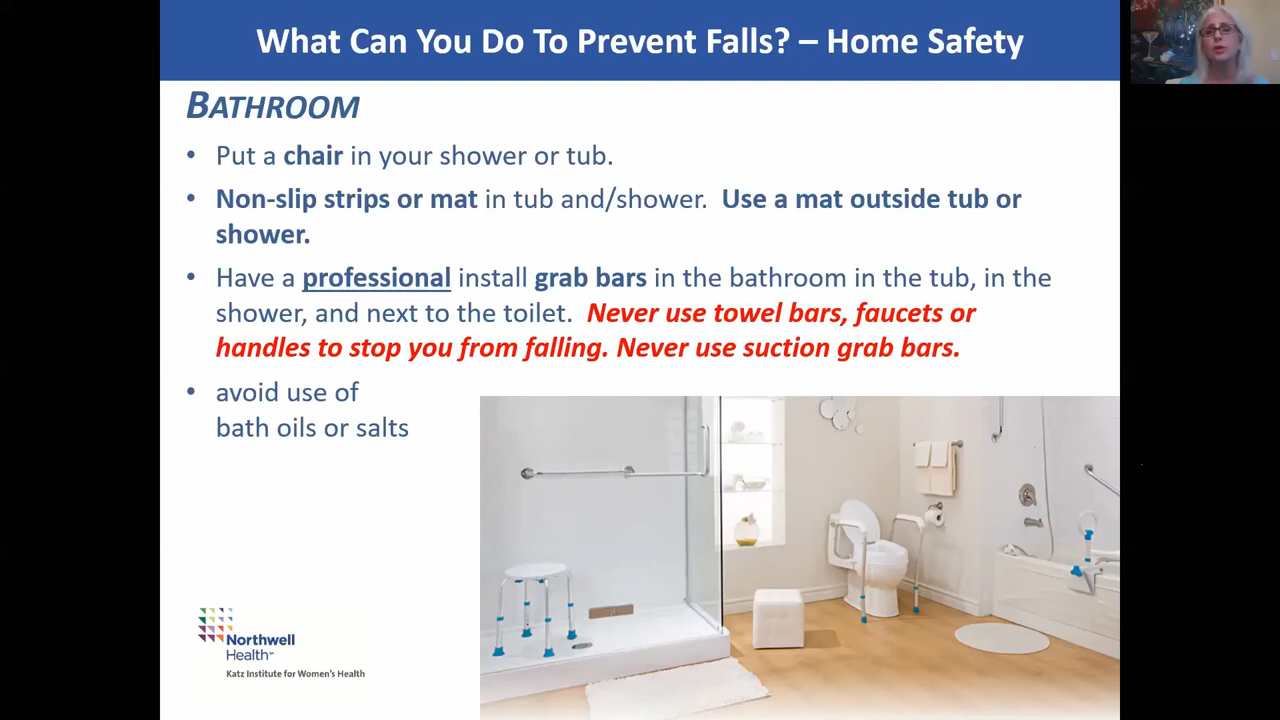 What Can You Do To Prevent Falls? – Home Safety
BATHROOM
• Put a chair in your shower or tub.
• Non-slip strips or mat in tub and/shower. Use a mat outside tub or
shower.
• Have a professional install grab bars in the bathroom in the tub, in the
shower, and next to the toilet. Never use towel bars, faucets or
handles to stop you from falling. Never use suction grab bars.
• avoid use of
bath oils or salts
Northwell
Health℠
Katz Institute for Women's Health